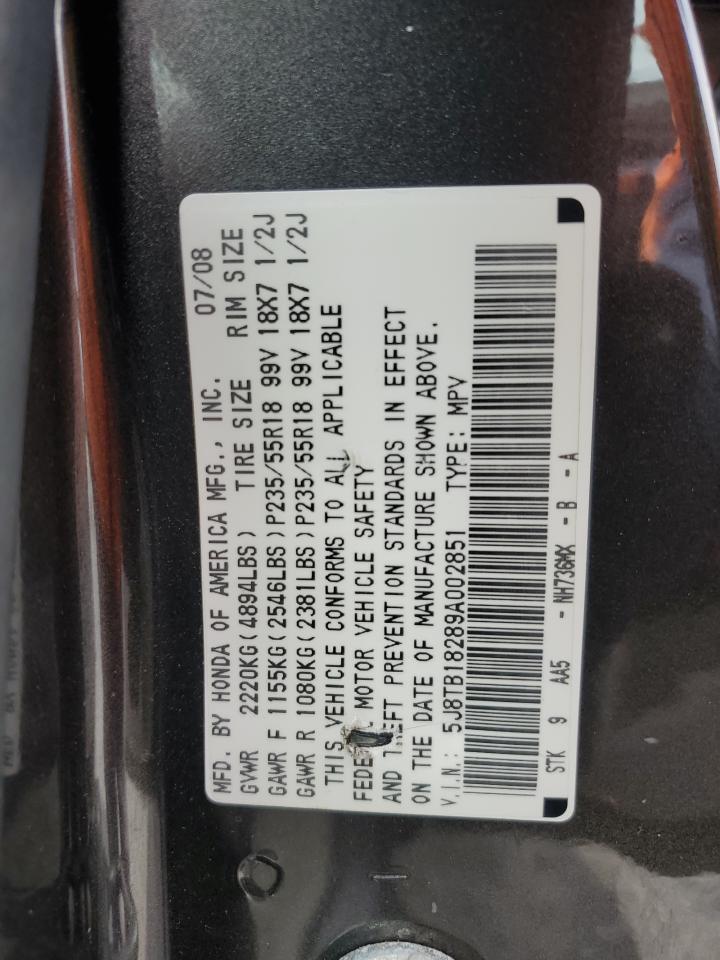 MFD. BY HONDA OF AMERICA MFG., INC. 07/08
GVWR 2220KG(4894LBS) TIRE SIZE RIM SIZE
GAWR F 1155KG(2546LBS)P235/55R18 99V 18X7 1/2J
GAWR R 1080KG(2381LBS)P235/55R18 99V 18X7 1/2J
THIS VEHICLE CONFORMS TO ALL APPLICABLE
MOTOR VEHICLE SAFETY
AND PREVENTION STANDARDS IN EFFECT
ON THE DATE OF MANUFACTURE SHOWN ABOVE.
V.I.N.: 5J8TB18289A002851 TYPE: MPV
STK 9 AA5 - NH736MX - B - A